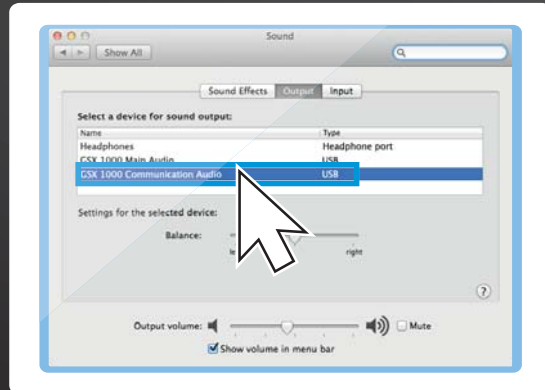 Sound
Show All
Sound Effects Output Input
Select a device for sound output:
Name Type
Headphones Headphone port
GSX 1000 Main Audio USB
GSX 1000 Communication Audio USB
Settings for the selected device:
Balance:
right
?
Output volume: Mute
Show volume in menu bar